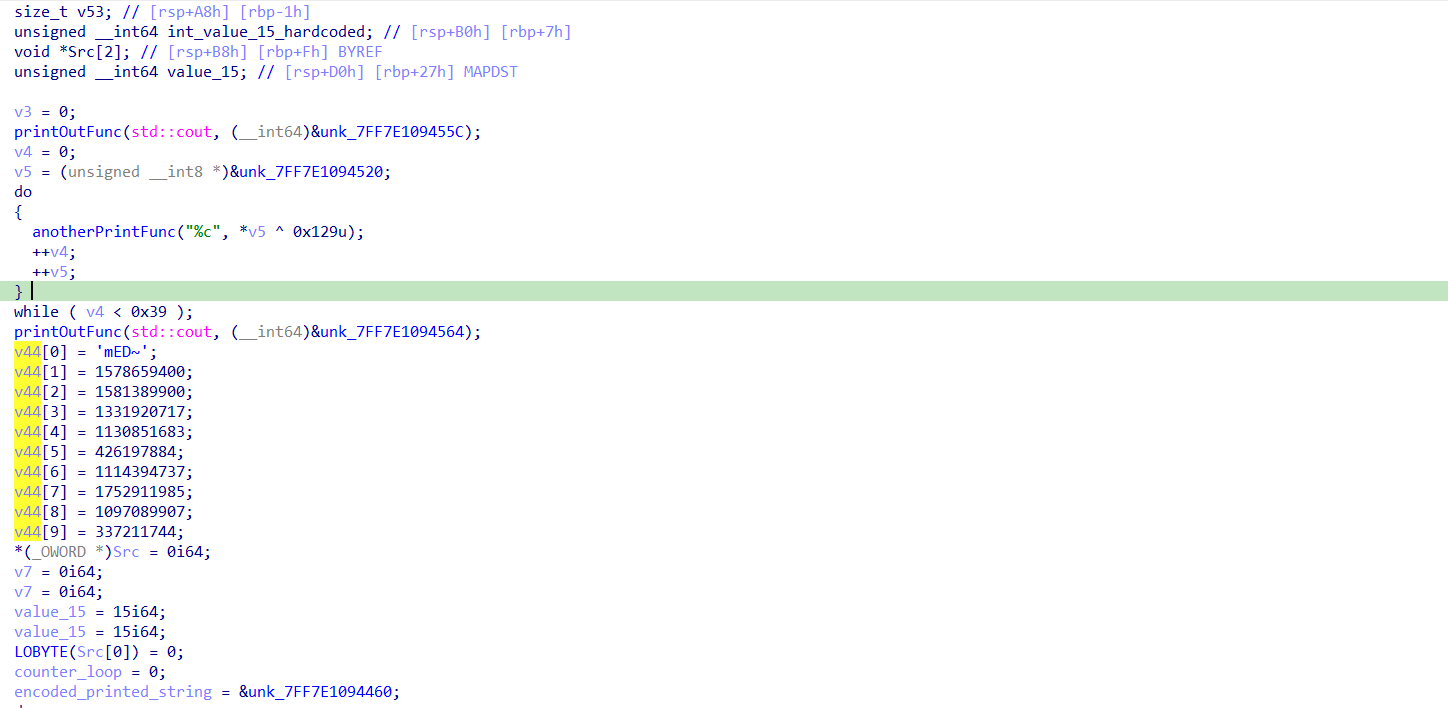 size_t v53; // [rsp+A8h] [rbp-1h]
unsigned __int64 int_value_15_hardcoded; // [rsp+B0h] [rbp+7h]
void *Src[2]; // [rsp+B8h] [rbp+Fh] BYREF
unsigned __int64 value_15; // [rsp+D0h] [rbp+27h] MAPDST
v3 = 0;
printOutFunc(std::cout, (__int64)&unk_7FF7E109455C);
v4 = 0;
v5 = (unsigned __int8 *)&unk_7FF7E1094520;
do
{
anotherPrintFunc("%c", *v5 ^ 0x129u);
++v4;
++v5;
}
while ( v4 < 0x39 );
printOutFunc(std::cout, (__int64)&unk_7FF7E1094564);
v44[0] = 'mED~';
v44[1] = 1578659400;
v44[2] = 1581389900;
v44[3] = 1331920717;
v44[4] = 1130851683;
v44[5] = 426197884;
v44[6] = 1114394737;
v44[7] = 1752911985;
v44[8] = 1097089907;
v44[9] = 337211744;
*(_OWORD *)Src = 0i64;
v7 = 0i64;
v7 = 0i64;
value_15 = 15i64;
value_15 = 15i64;
LOBYTE(Src[0]) = 0;
counter_loop = 0;
encoded_printed_string = &unk_7FF7E1094460;